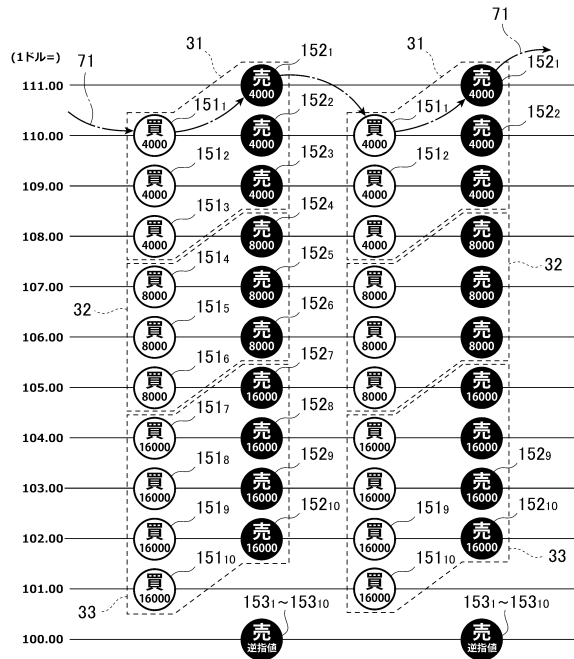 (1ドル=)
71
31
152₁
31
71
111.00
売
4000
売
4000
152₁
151₁
152₂
151₁
152₂
110.00
買
4000
売
4000
買
4000
売
4000
151₂
152₃
151₂
109.00
買
4000
売
4000
買
4000
売
4000
151₃
152₄
108.00
買
4000
売
8000
買
4000
売
8000
151₄
152₅
32
107.00
買
8000
売
8000
買
8000
売
8000
32
151₅
152₆
106.00
買
8000
売
8000
買
8000
売
8000
151₆
152₇
105.00
買
8000
売
16000
買
8000
売
16000
151₇
152₈
104.00
買
16000
売
16000
買
16000
売
16000
151₈
152₉
152₉
103.00
買
16000
売
16000
買
16000
売
16000
151₉
152₁₀
151₉
152₁₀
102.00
買
16000
売
16000
買
16000
売
16000
151₁₀
151₁₀
33
101.00
買
16000
買
16000
33
153₁~153₁₀
153₁~153₁₀
100.00
売
逆指値
売
逆指値